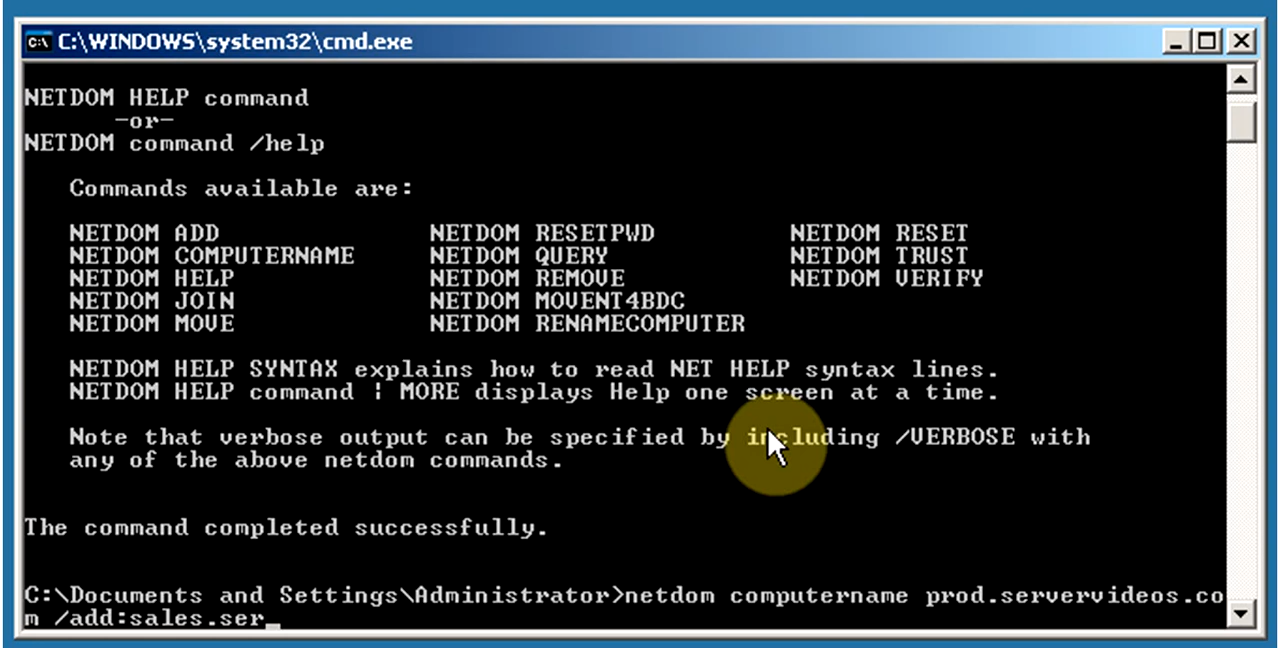 C:\WINDOWS\system32\cmd.exe
NETDOM HELP command
-or-
NETDOM command /help
Commands available are:
NETDOM ADD NETDOM RESETPWD NETDOM RESET
NETDOM COMPUTERNAME NETDOM QUERY NETDOM TRUST
NETDOM HELP NETDOM REMOVE NETDOM VERIFY
NETDOM JOIN NETDOM MOVENT4BDC
NETDOM MOVE NETDOM RENAMECOMPUTER
NETDOM HELP SYNTAX explains how to read NET HELP syntax lines.
NETDOM HELP command ¦ MORE displays Help one screen at a time.
Note that verbose output can be specified by including /VERBOSE with
any of the above netdom commands.
The command completed successfully.
C:\Documents and Settings\Administrator>netdom computername prod.servervideos.co
m /add:sales.ser_